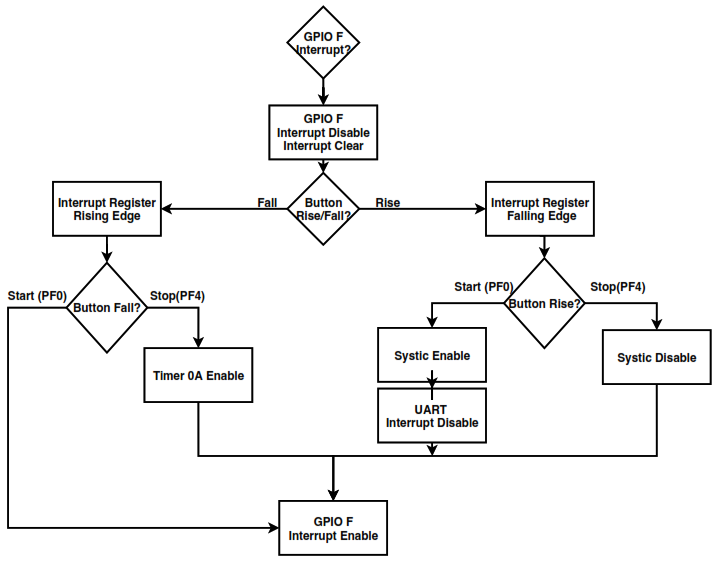 GPIO F
Interrupt?
GPIO F
Interrupt Disable
Interrupt Clear
Fall
Button
Rise/Fall?
Rise
Interrupt Register
Rising Edge
Interrupt Register
Falling Edge
Start (PF0)
Button Fall?
Stop(PF4)
Start (PF0)
Button Rise?
Stop(PF4)
Timer 0A Enable
Systic Enable
Systic Disable
UART
Interrupt Disable
GPIO F
Interrupt Enable